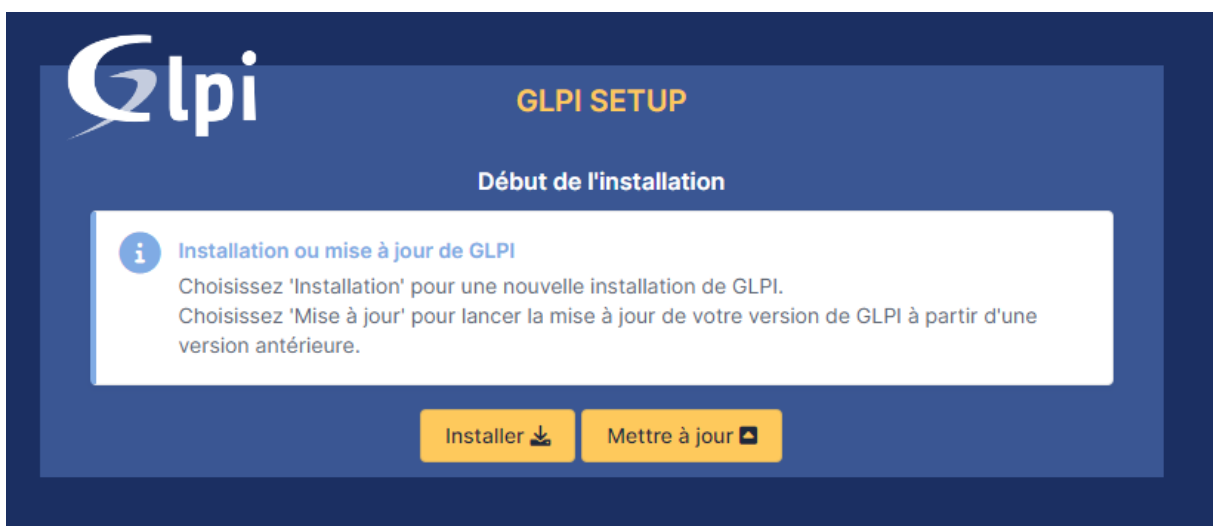 Glpi
GLPI SETUP
Début de l'installation
Installation ou mise à jour de GLPI
Choisissez 'Installation' pour une nouvelle installation de GLPI.
Choisissez 'Mise à jour' pour lancer la mise à jour de votre version de GLPI à partir d'une
version antérieure.
Installer
Mettre à jour